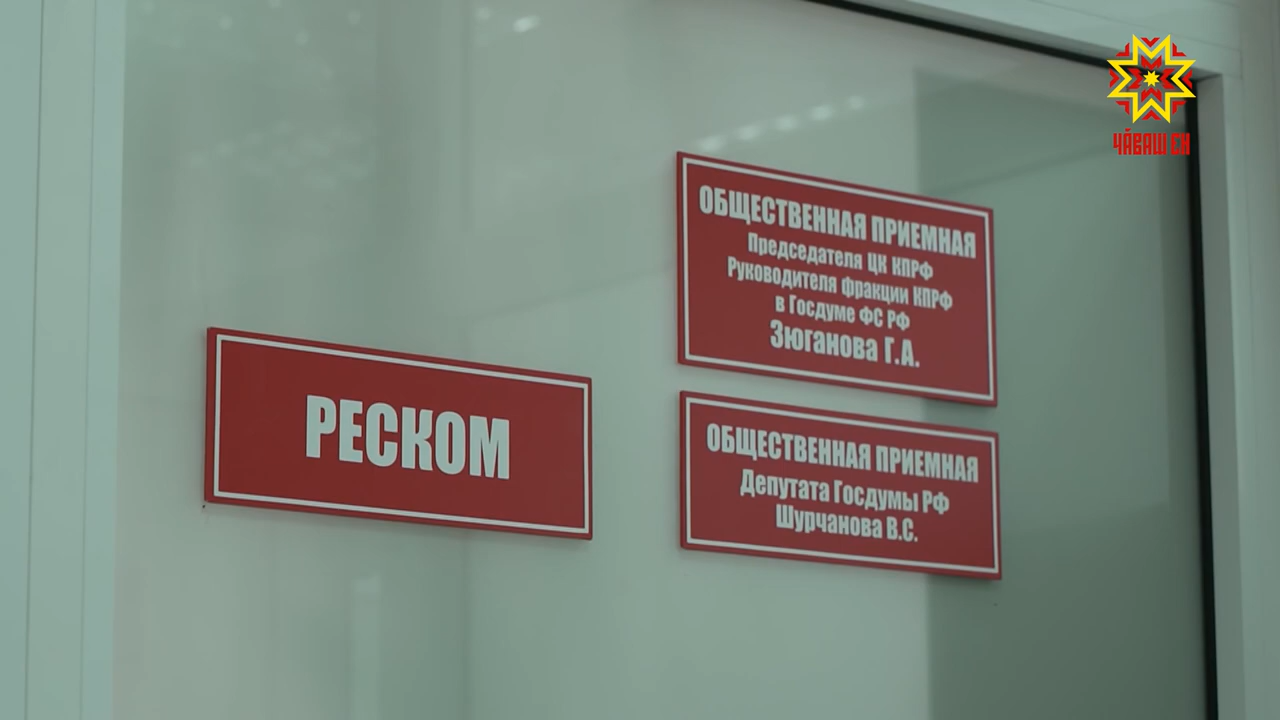 ЧӐВАШ ЕН
РЕСКОМ
ОБЩЕСТВЕННАЯ ПРИЕМНАЯ
Председателя ЦК КПРФ
Руководителя фракции КПРФ
в Госдуме ФС РФ
Зюганова Г.А.
ОБЩЕСТВЕННАЯ ПРИЕМНАЯ
Депутата Госдумы РФ
Шурчанова В.С.